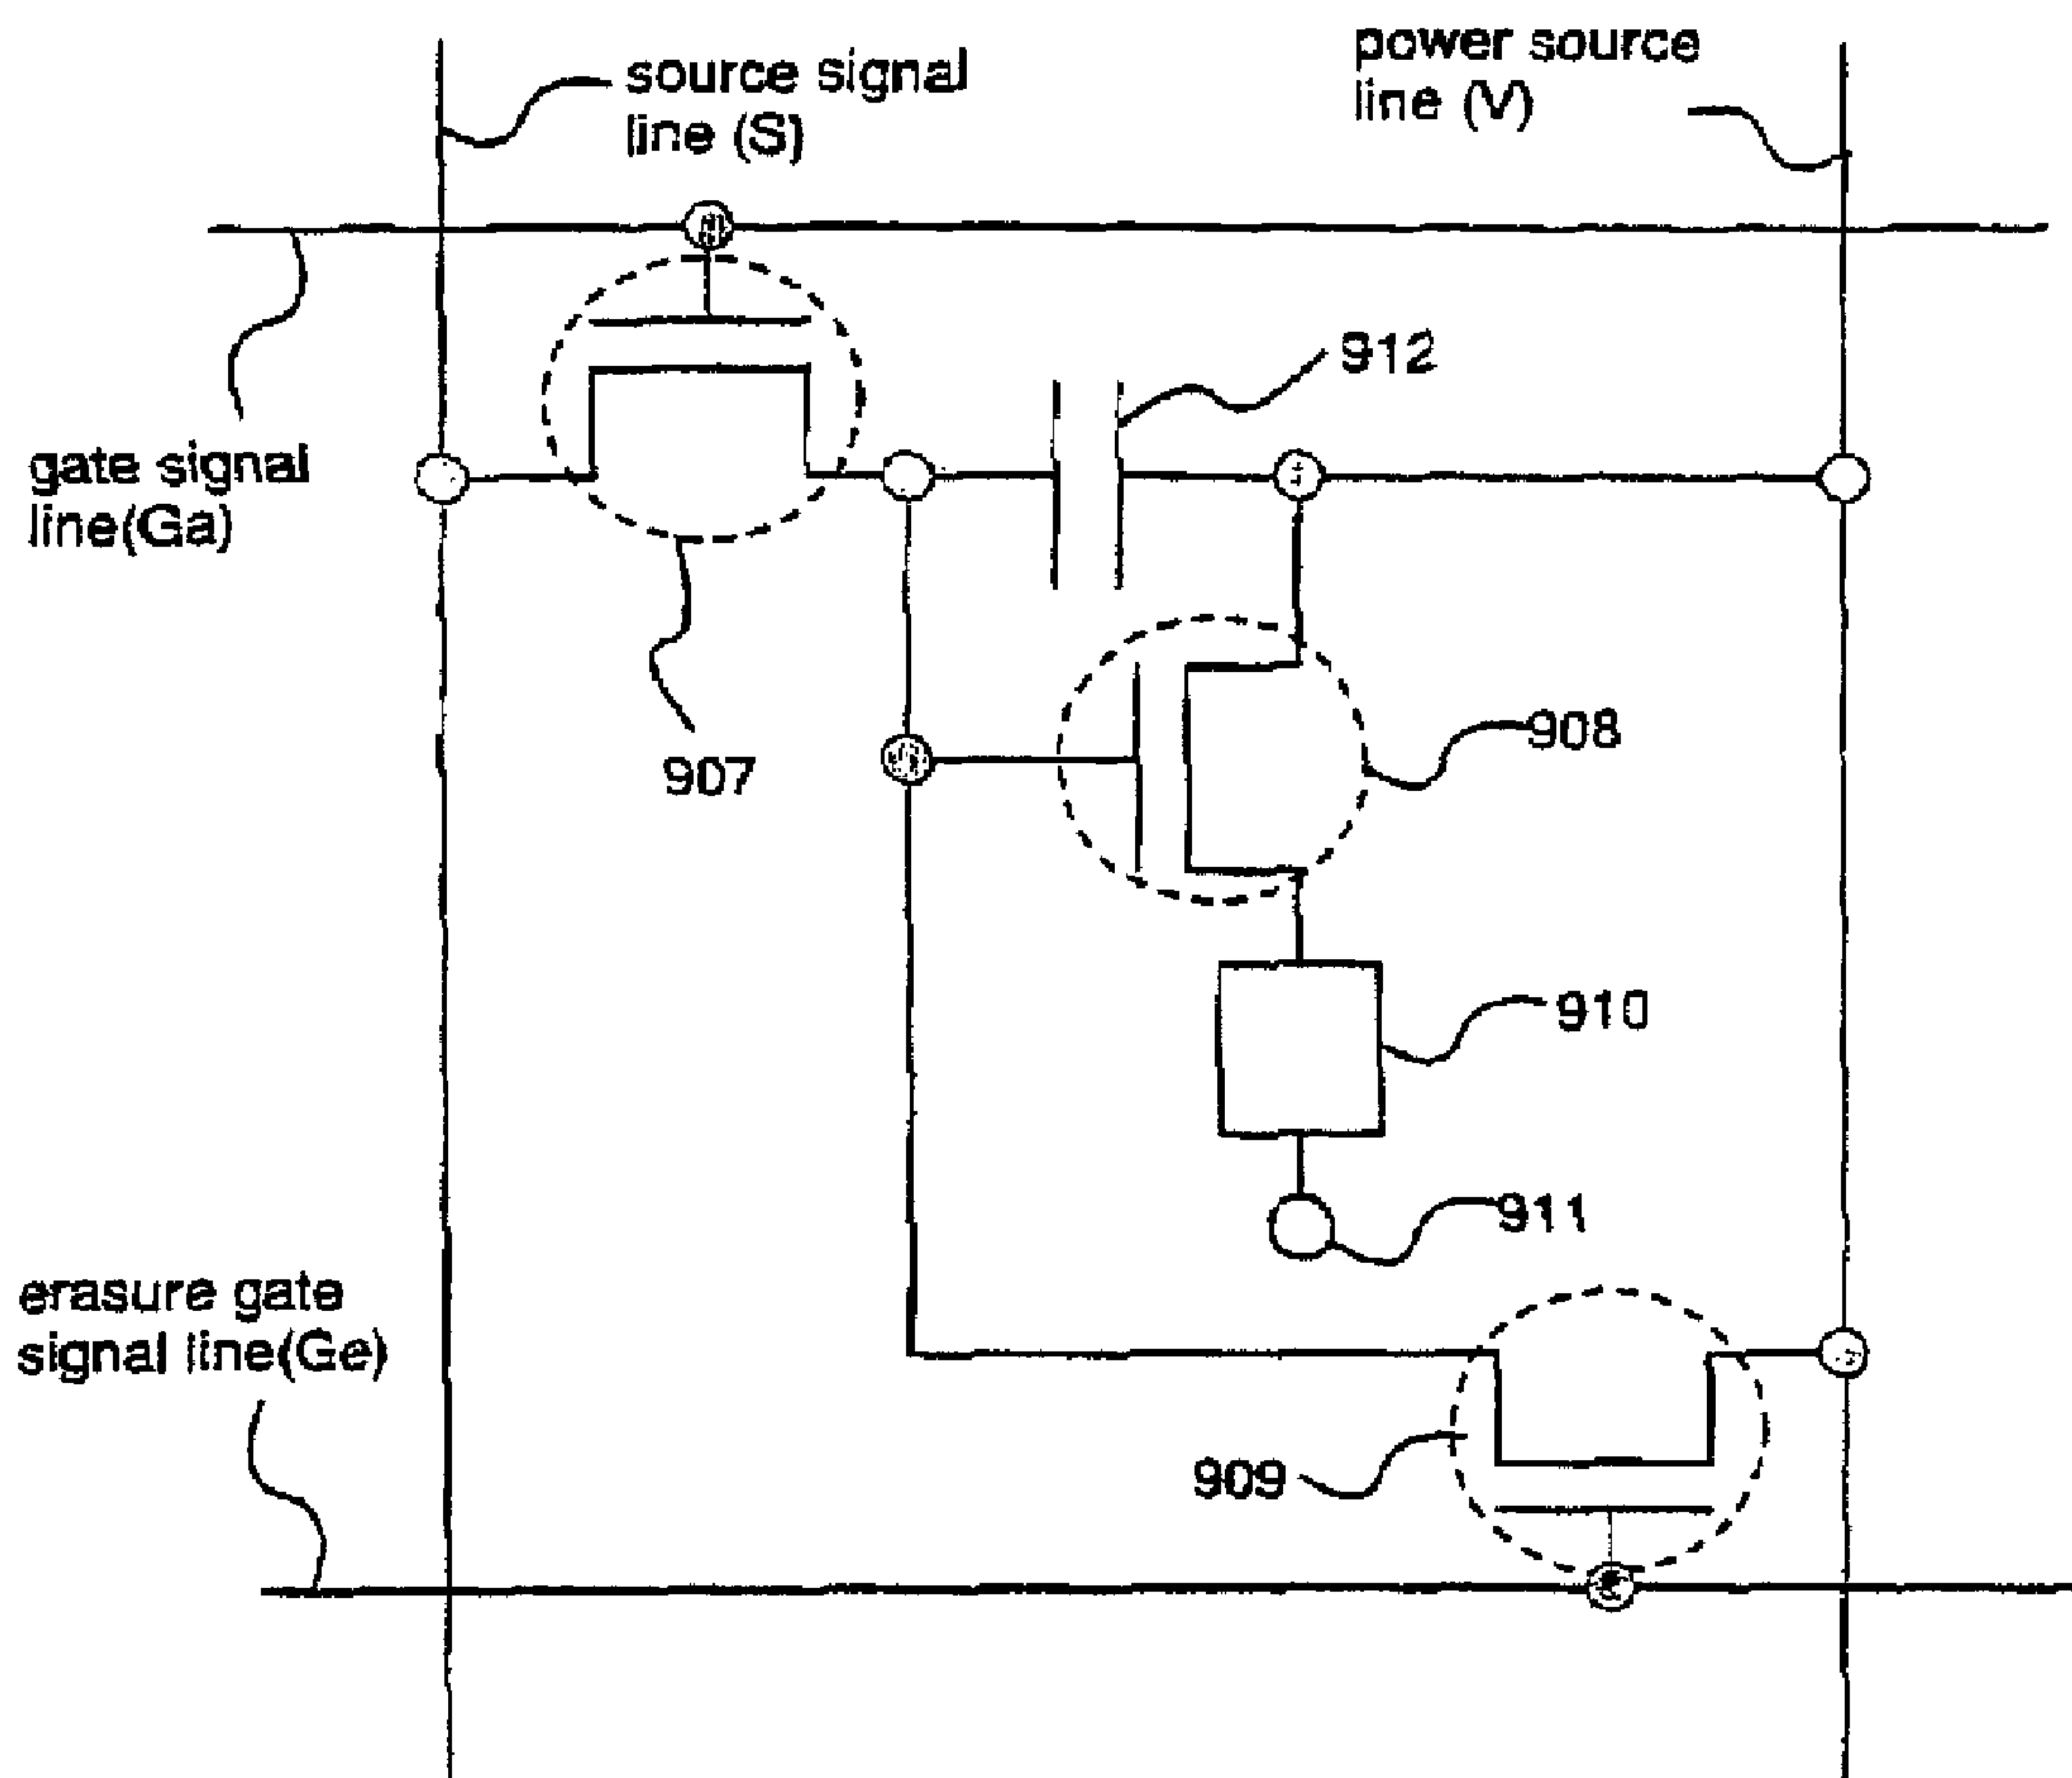 source signal
line (S)
power source
line (V)
gate signal
line(Ga)
912
907
908
910
911
erasure gate
signal line(Ge)
909